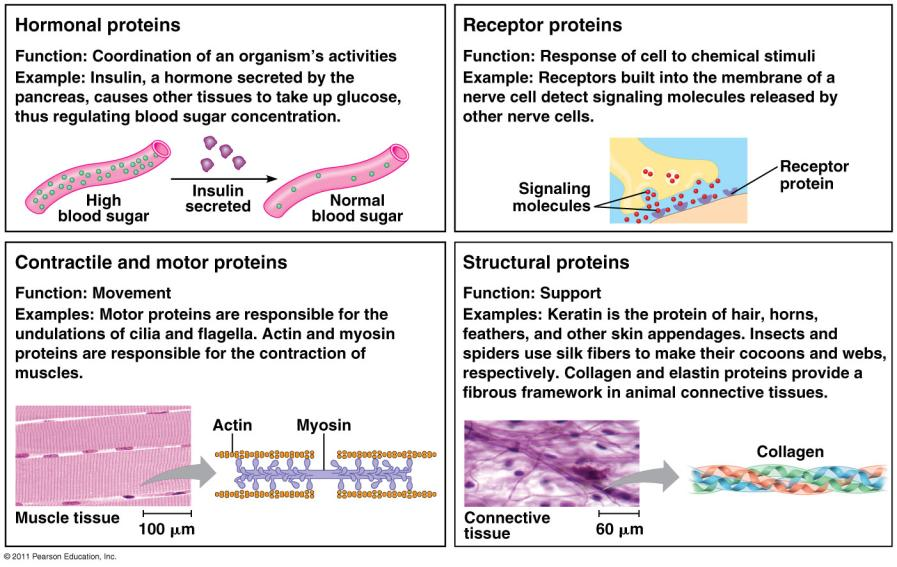 Hormonal proteins
Function: Coordination of an organism's activities
Example: Insulin, a hormone secreted by the
pancreas, causes other tissues to take up glucose,
thus regulating blood sugar concentration.
High
blood sugar
Insulin
secreted
Normal
blood sugar
Receptor proteins
Function: Response of cell to chemical stimuli
Example: Receptors built into the membrane of a
nerve cell detect signaling molecules released by
other nerve cells.
Signaling
molecules
Receptor
protein
Contractile and motor proteins
Function: Movement
Examples: Motor proteins are responsible for the
undulations of cilia and flagella. Actin and myosin
proteins are responsible for the contraction of
muscles.
Actin
Myosin
Muscle tissue
100 μm
Structural proteins
Function: Support
Examples: Keratin is the protein of hair, horns,
feathers, and other skin appendages. Insects and
spiders use silk fibers to make their cocoons and webs,
respectively. Collagen and elastin proteins provide a
fibrous framework in animal connective tissues.
Collagen
Connective
tissue
60 μm
© 2011 Pearson Education, Inc.